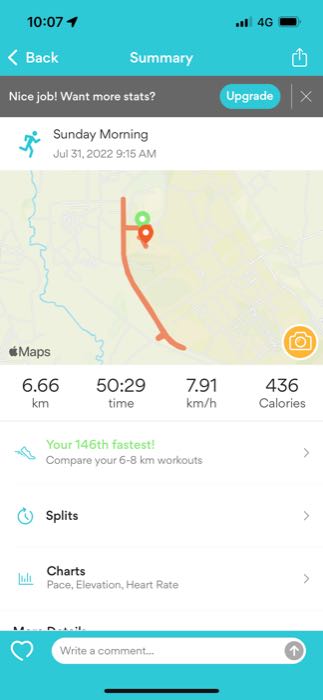 10:07
4G
Back
Summary
Nice job! Want more stats?
Upgrade
Sunday Morning
Jul 31, 2022 9:15 AM
Maps
6.66
50:29
7.91
436
km
time
km/h
Calories
Your 146th fastest!
Compare your 6-8 km workouts
Splits
Charts
Pace, Elevation, Heart Rate
More Details
Write a comment...